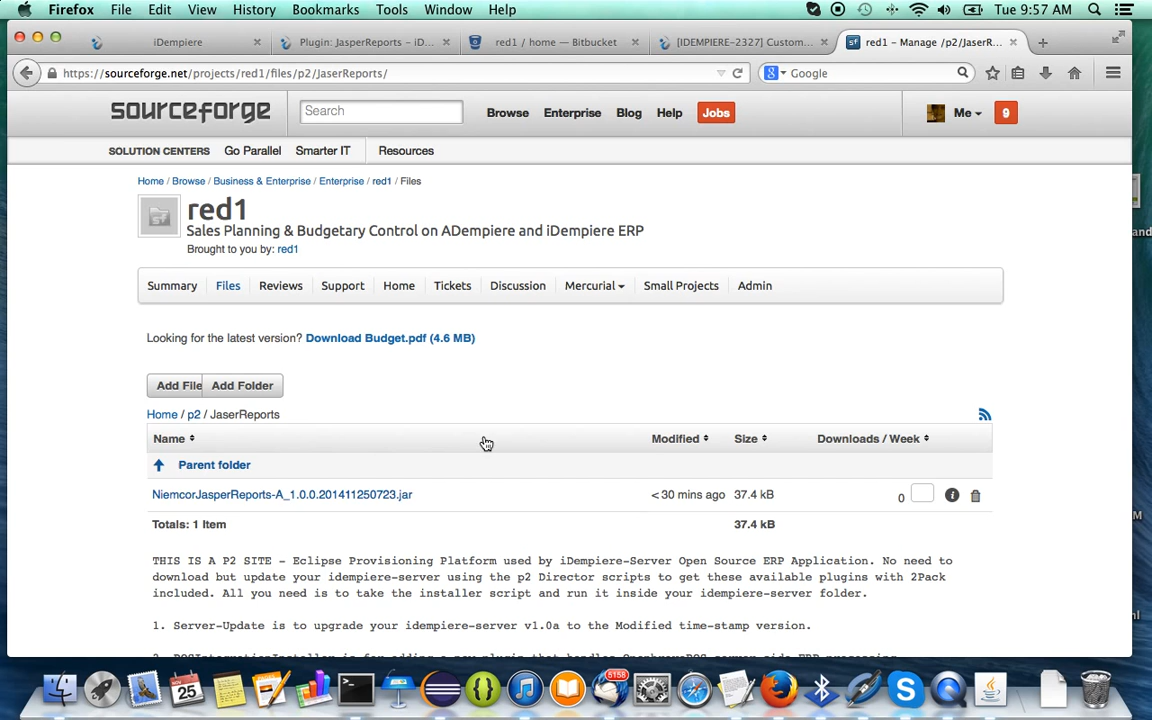 Firefox File Edit View History Bookmarks Tools Window Help Tue 9:57 AM
iDempiere Plugin: JasperReports - iD... red1 / home — Bitbucket [IDEMPIERE-2327] Custom... red1 - Manage /p2/JaserR...
https://sourceforge.net/projects/red1/files/p2/JaserReports/ Google
sourceforge Search Browse Enterprise Blog Help Jobs Me 9
SOLUTION CENTERS Go Parallel Smarter IT Resources
Home / Browse / Business & Enterprise / Enterprise / red1 / Files
red1
Sales Planning & Budgetary Control on ADempiere and iDempiere ERP
Brought to you by: red1
Summary Files Reviews Support Home Tickets Discussion Mercurial Small Projects Admin
Looking for the latest version? Download Budget.pdf (4.6 MB)
Add File Add Folder
Home / p2 / JaserReports
Name Modified Size Downloads / Week
Parent folder
NiemcorJasperReports-A_1.0.0.201411250723.jar < 30 mins ago 37.4 kB 0
Totals: 1 Item 37.4 kB
THIS IS A P2 SITE - Eclipse Provisioning Platform used by iDempiere-Server Open Source ERP Application. No need to
download but update your idempiere-server using the p2 Director scripts to get these available plugins with 2Pack
included. All you need is to take the installer script and run it inside your idempiere-server folder.
1. Server-Update is to upgrade your idempiere-server v1.0a to the Modified time-stamp version.
NOV 25 5158